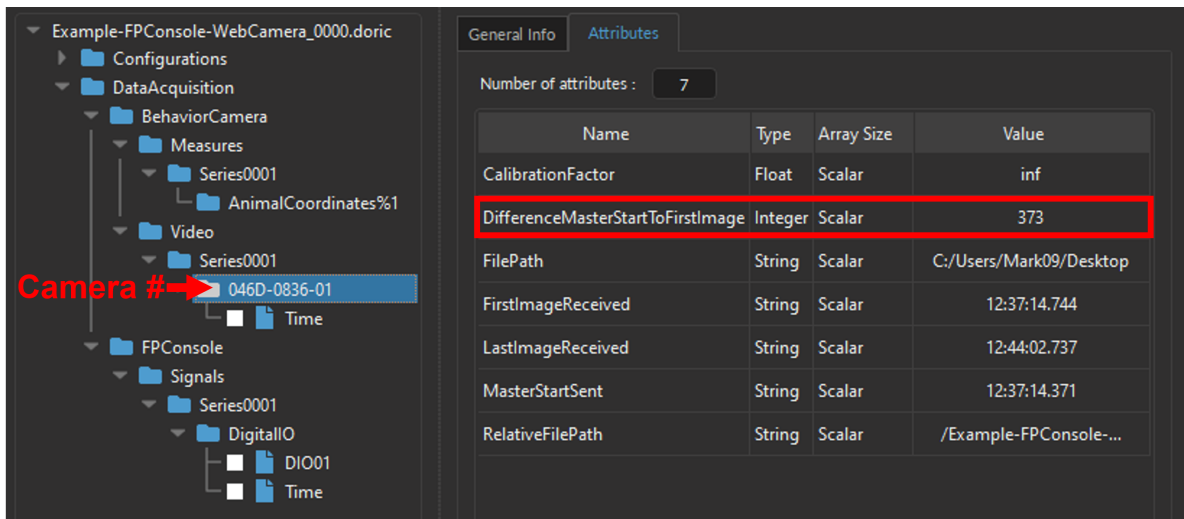 Example-FPConsole-WebCamera_0000.doric
Configurations
DataAcquisition
BehaviorCamera
Measures
Series0001
AnimalCoordinates%1
Video
Series0001
Camera # 046D-0836-01
Time
FPConsole
Signals
Series0001
DigitalIO
DIO01
Time
General Info Attributes
Number of attributes : 7
Name Type Array Size Value
CalibrationFactor Float Scalar inf
DifferenceMasterStartToFirstImage Integer Scalar 373
FilePath String Scalar C:/Users/Mark09/Desktop
FirstImageReceived String Scalar 12:37:14.744
LastImageReceived String Scalar 12:44:02.737
MasterStartSent String Scalar 12:37:14.371
RelativeFilePath String Scalar /Example-FPConsole-...